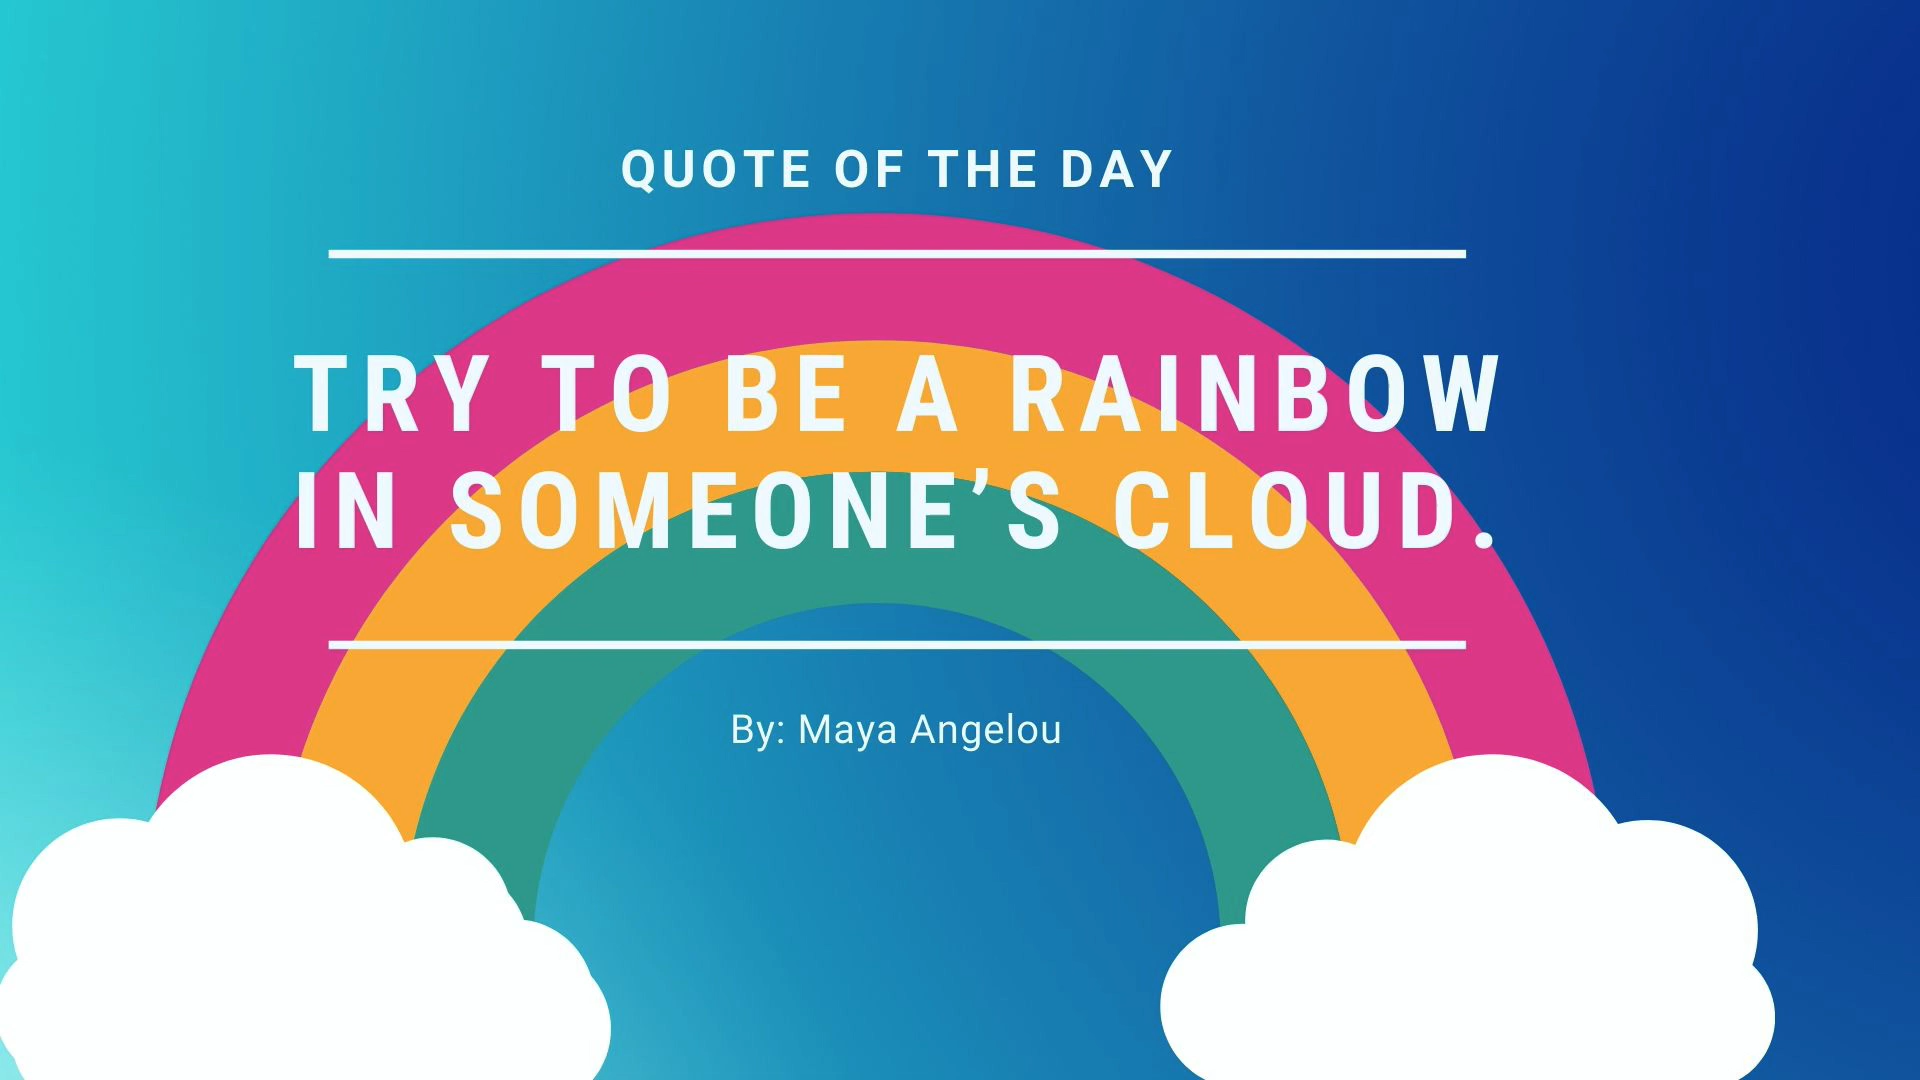 QUOTE OF THE DAY
TRY TO BE A RAINBOW
IN SOMEONE’S CLOUD.
By: Maya Angelou